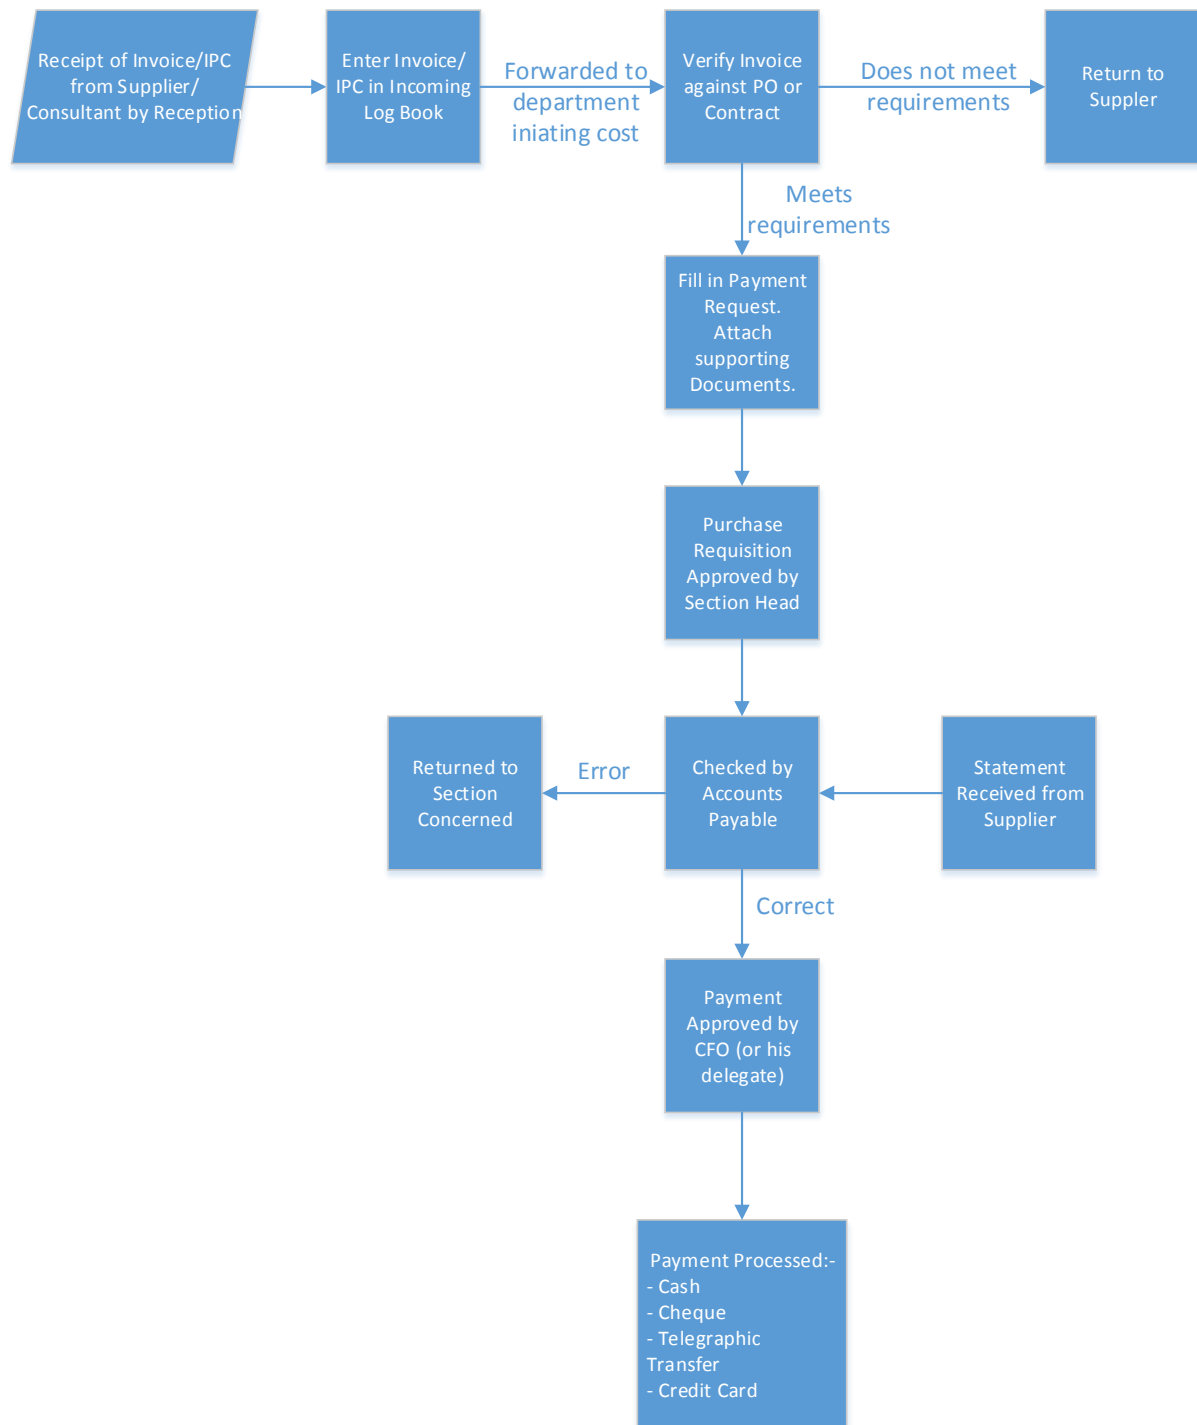 Receipt of Invoice/IPC
from Supplier/
Consultant by Reception
Enter Invoice/
IPC in Incoming
Log Book
Forwarded to
department
iniating cost
Verify Invoice
against PO or
Contract
Does not meet
requirements
Return to
Suppler
Meets
requirements
Fill in Payment
Request.
Attach
supporting
Documents.
Purchase
Requisition
Approved by
Section Head
Returned to
Section
Concerned
Error
Checked by
Accounts
Payable
Statement
Received from
Supplier
Correct
Payment
Approved by
CFO (or his
delegate)
Payment Processed:-
- Cash
- Cheque
- Telegraphic
Transfer
- Credit Card